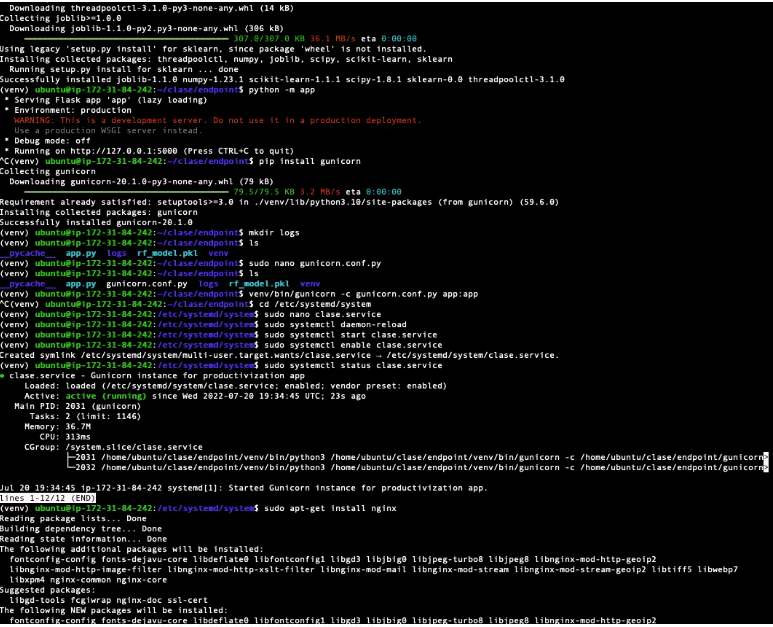 Downloading threadpoolctl-3.1.0-py3-none-any.whl (14 kB)
Collecting joblib>=1.0.0
Downloading joblib-1.1.0-py2.py3-none-any.whl (306 kB)
307.0/307.0 KB 36.1 MB/s eta 0:00:00
Using legacy 'setup.py install' for sklearn, since package 'wheel' is not installed.
Installing collected packages: threadpoolctl, numpy, joblib, scipy, scikit-learn, sklearn
Running setup.py install for sklearn ... done
Successfully installed joblib-1.1.0 numpy-1.23.1 scikit-learn-1.1.1 scipy-1.8.1 sklearn-0.0 threadpoolctl-3.1.0
(venv) ubuntu@ip-172-31-84-242:~/clase/endpoint$ python -m app
* Serving Flask app 'app' (lazy loading)
* Environment: production
WARNING: This is a development server. Do not use it in a production deployment.
Use a production WSGI server instead.
* Debug mode: off
* Running on http://127.0.0.1:5000 (Press CTRL+C to quit)
^C(venv) ubuntu@ip-172-31-84-242:~/clase/endpoint$ pip install gunicorn
Collecting gunicorn
Downloading gunicorn-20.1.0-py3-none-any.whl (79 kB)
79.5/79.5 KB 3.2 MB/s eta 0:00:00
Requirement already satisfied: setuptools>=3.0 in ./venv/lib/python3.10/site-packages (from gunicorn) (59.6.0)
Installing collected packages: gunicorn
Successfully installed gunicorn-20.1.0
(venv) ubuntu@ip-172-31-84-242:~/clase/endpoint$ mkdir logs
(venv) ubuntu@ip-172-31-84-242:~/clase/endpoint$ ls
__pycache__ app.py logs rf_model.pkl venv
(venv) ubuntu@ip-172-31-84-242:~/clase/endpoint$ sudo nano gunicorn.conf.py
(venv) ubuntu@ip-172-31-84-242:~/clase/endpoint$ ls
__pycache__ app.py gunicorn.conf.py logs rf_model.pkl venv
(venv) ubuntu@ip-172-31-84-242:~/clase/endpoint$ venv/bin/gunicorn -c gunicorn.conf.py app:app
^C(venv) ubuntu@ip-172-31-84-242:~/clase/endpoint$ cd /etc/systemd/system
(venv) ubuntu@ip-172-31-84-242:/etc/systemd/system$ sudo nano clase.service
(venv) ubuntu@ip-172-31-84-242:/etc/systemd/system$ sudo systemctl daemon-reload
(venv) ubuntu@ip-172-31-84-242:/etc/systemd/system$ sudo systemctl start clase.service
(venv) ubuntu@ip-172-31-84-242:/etc/systemd/system$ sudo systemctl enable clase.service
Created symlink /etc/systemd/system/multi-user.target.wants/clase.service → /etc/systemd/system/clase.service.
(venv) ubuntu@ip-172-31-84-242:/etc/systemd/system$ sudo systemctl status clase.service
● clase.service - Gunicorn instance for productivization app
Loaded: loaded (/etc/systemd/system/clase.service; enabled; vendor preset: enabled)
Active: active (running) since Wed 2022-07-20 19:34:45 UTC; 23s ago
Main PID: 2031 (gunicorn)
Tasks: 2 (limit: 1146)
Memory: 36.7M
CPU: 313ms
CGroup: /system.slice/clase.service
├─2031 /home/ubuntu/clase/endpoint/venv/bin/python3 /home/ubuntu/clase/endpoint/venv/bin/gunicorn -c /home/ubuntu/clase/endpoint/gunicorn>
└─2032 /home/ubuntu/clase/endpoint/venv/bin/python3 /home/ubuntu/clase/endpoint/venv/bin/gunicorn -c /home/ubuntu/clase/endpoint/gunicorn>
Jul 20 19:34:45 ip-172-31-84-242 systemd[1]: Started Gunicorn instance for productivization app.
lines 1-12/12 (END)
(venv) ubuntu@ip-172-31-84-242:/etc/systemd/system$ sudo apt-get install nginx
Reading package lists... Done
Building dependency tree... Done
Reading state information... Done
The following additional packages will be installed:
fontconfig-config fonts-dejavu-core libdeflate0 libfontconfig1 libgd3 libjbig0 libjpeg-turbo8 libjpeg8 libnginx-mod-http-geoip2
libnginx-mod-http-image-filter libnginx-mod-http-xslt-filter libnginx-mod-mail libnginx-mod-stream libnginx-mod-stream-geoip2 libtiff5 libwebp7
libxpm4 nginx-common nginx-core
Suggested packages:
libgd-tools fcgiwrap nginx-doc ssl-cert
The following NEW packages will be installed:
fontconfig-config fonts-dejavu-core libdeflate0 libfontconfig1 libgd3 libjbig0 libjpeg-turbo8 libjpeg8 libnginx-mod-http-geoip2